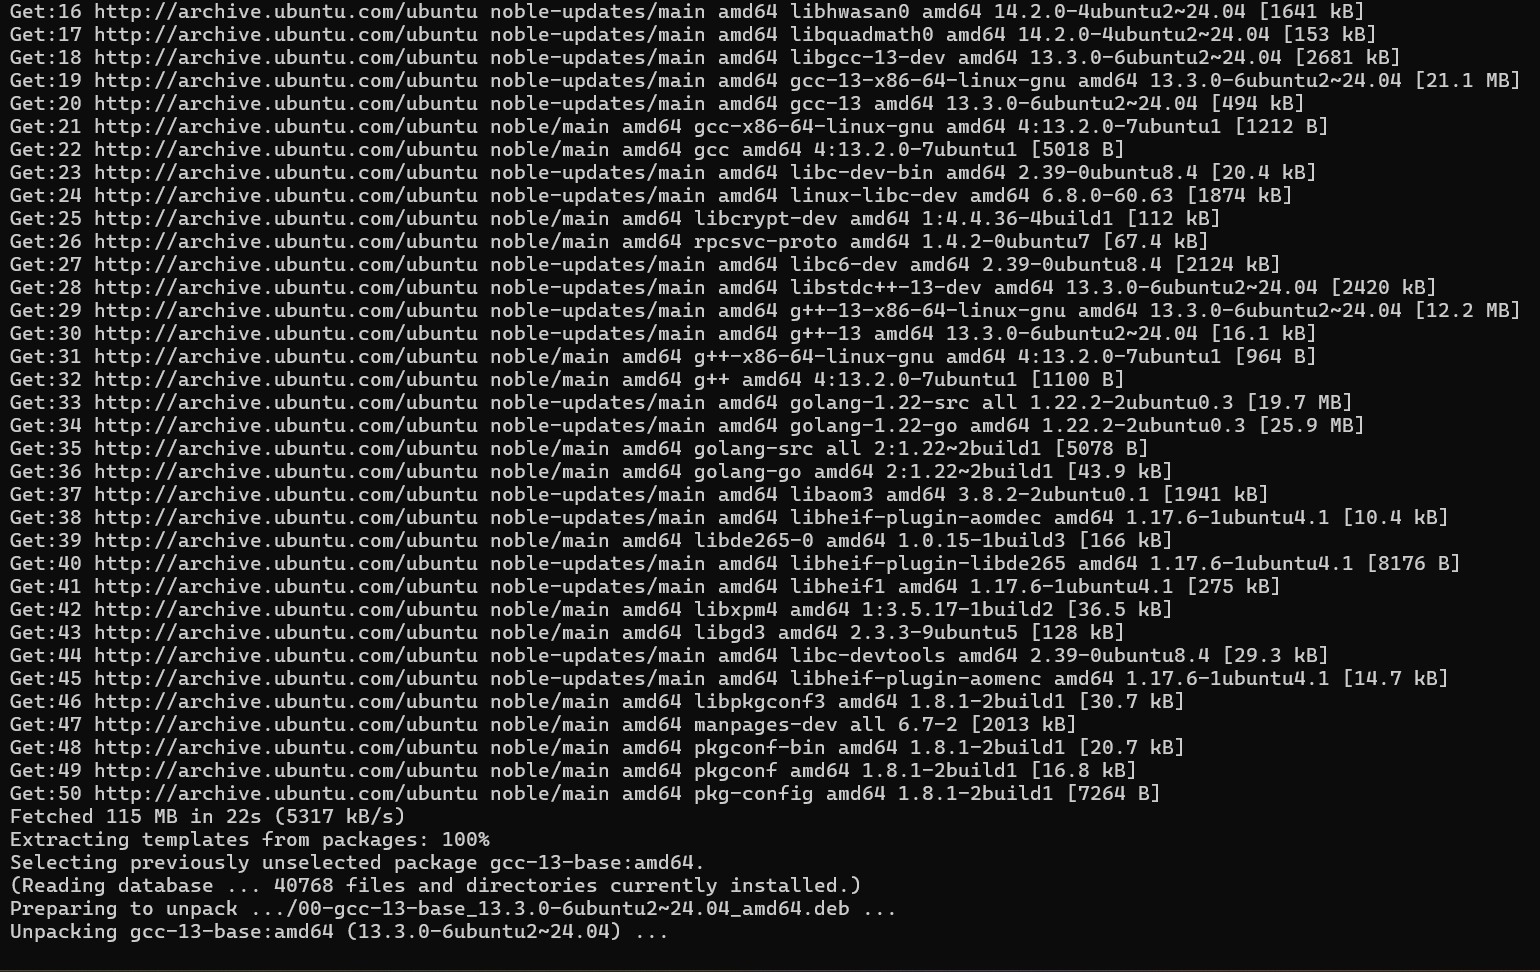 Get:16 http://archive.ubuntu.com/ubuntu noble-updates/main amd64 libhwasan0 amd64 14.2.0-4ubuntu2~24.04 [1641 kB]
Get:17 http://archive.ubuntu.com/ubuntu noble-updates/main amd64 libquadmath0 amd64 14.2.0-4ubuntu2~24.04 [153 kB]
Get:18 http://archive.ubuntu.com/ubuntu noble-updates/main amd64 libgcc-13-dev amd64 13.3.0-6ubuntu2~24.04 [2681 kB]
Get:19 http://archive.ubuntu.com/ubuntu noble-updates/main amd64 gcc-13-x86-64-linux-gnu amd64 13.3.0-6ubuntu2~24.04 [21.1 MB]
Get:20 http://archive.ubuntu.com/ubuntu noble-updates/main amd64 gcc-13 amd64 13.3.0-6ubuntu2~24.04 [494 kB]
Get:21 http://archive.ubuntu.com/ubuntu noble/main amd64 gcc-x86-64-linux-gnu amd64 4:13.2.0-7ubuntu1 [1212 B]
Get:22 http://archive.ubuntu.com/ubuntu noble/main amd64 gcc amd64 4:13.2.0-7ubuntu1 [5018 B]
Get:23 http://archive.ubuntu.com/ubuntu noble-updates/main amd64 libc-dev-bin amd64 2.39-0ubuntu8.4 [20.4 kB]
Get:24 http://archive.ubuntu.com/ubuntu noble-updates/main amd64 linux-libc-dev amd64 6.8.0-60.63 [1874 kB]
Get:25 http://archive.ubuntu.com/ubuntu noble/main amd64 libcrypt-dev amd64 1:4.4.36-4build1 [112 kB]
Get:26 http://archive.ubuntu.com/ubuntu noble/main amd64 rpcsvc-proto amd64 1.4.2-0ubuntu7 [67.4 kB]
Get:27 http://archive.ubuntu.com/ubuntu noble-updates/main amd64 libc6-dev amd64 2.39-0ubuntu8.4 [2124 kB]
Get:28 http://archive.ubuntu.com/ubuntu noble-updates/main amd64 libstdc++-13-dev amd64 13.3.0-6ubuntu2~24.04 [2420 kB]
Get:29 http://archive.ubuntu.com/ubuntu noble-updates/main amd64 g++-13-x86-64-linux-gnu amd64 13.3.0-6ubuntu2~24.04 [12.2 MB]
Get:30 http://archive.ubuntu.com/ubuntu noble-updates/main amd64 g++-13 amd64 13.3.0-6ubuntu2~24.04 [16.1 kB]
Get:31 http://archive.ubuntu.com/ubuntu noble/main amd64 g++-x86-64-linux-gnu amd64 4:13.2.0-7ubuntu1 [964 B]
Get:32 http://archive.ubuntu.com/ubuntu noble/main amd64 g++ amd64 4:13.2.0-7ubuntu1 [1100 B]
Get:33 http://archive.ubuntu.com/ubuntu noble-updates/main amd64 golang-1.22-src all 1.22.2-2ubuntu0.3 [19.7 MB]
Get:34 http://archive.ubuntu.com/ubuntu noble-updates/main amd64 golang-1.22-go amd64 1.22.2-2ubuntu0.3 [25.9 MB]
Get:35 http://archive.ubuntu.com/ubuntu noble/main amd64 golang-src all 2:1.22~2build1 [5078 B]
Get:36 http://archive.ubuntu.com/ubuntu noble/main amd64 golang-go amd64 2:1.22~2build1 [43.9 kB]
Get:37 http://archive.ubuntu.com/ubuntu noble-updates/main amd64 libaom3 amd64 3.8.2-2ubuntu0.1 [1941 kB]
Get:38 http://archive.ubuntu.com/ubuntu noble-updates/main amd64 libheif-plugin-aomdec amd64 1.17.6-1ubuntu4.1 [10.4 kB]
Get:39 http://archive.ubuntu.com/ubuntu noble/main amd64 libde265-0 amd64 1.0.15-1build3 [166 kB]
Get:40 http://archive.ubuntu.com/ubuntu noble-updates/main amd64 libheif-plugin-libde265 amd64 1.17.6-1ubuntu4.1 [8176 B]
Get:41 http://archive.ubuntu.com/ubuntu noble-updates/main amd64 libheif1 amd64 1.17.6-1ubuntu4.1 [275 kB]
Get:42 http://archive.ubuntu.com/ubuntu noble/main amd64 libxpm4 amd64 1:3.5.17-1build2 [36.5 kB]
Get:43 http://archive.ubuntu.com/ubuntu noble/main amd64 libgd3 amd64 2.3.3-9ubuntu5 [128 kB]
Get:44 http://archive.ubuntu.com/ubuntu noble-updates/main amd64 libc-devtools amd64 2.39-0ubuntu8.4 [29.3 kB]
Get:45 http://archive.ubuntu.com/ubuntu noble-updates/main amd64 libheif-plugin-aomenc amd64 1.17.6-1ubuntu4.1 [14.7 kB]
Get:46 http://archive.ubuntu.com/ubuntu noble/main amd64 libpkgconf3 amd64 1.8.1-2build1 [30.7 kB]
Get:47 http://archive.ubuntu.com/ubuntu noble/main amd64 manpages-dev all 6.7-2 [2013 kB]
Get:48 http://archive.ubuntu.com/ubuntu noble/main amd64 pkgconf-bin amd64 1.8.1-2build1 [20.7 kB]
Get:49 http://archive.ubuntu.com/ubuntu noble/main amd64 pkgconf amd64 1.8.1-2build1 [16.8 kB]
Get:50 http://archive.ubuntu.com/ubuntu noble/main amd64 pkg-config amd64 1.8.1-2build1 [7264 B]
Fetched 115 MB in 22s (5317 kB/s)
Extracting templates from packages: 100%
Selecting previously unselected package gcc-13-base:amd64.
(Reading database ... 40768 files and directories currently installed.)
Preparing to unpack .../00-gcc-13-base_13.3.0-6ubuntu2~24.04_amd64.deb ...
Unpacking gcc-13-base:amd64 (13.3.0-6ubuntu2~24.04) ...